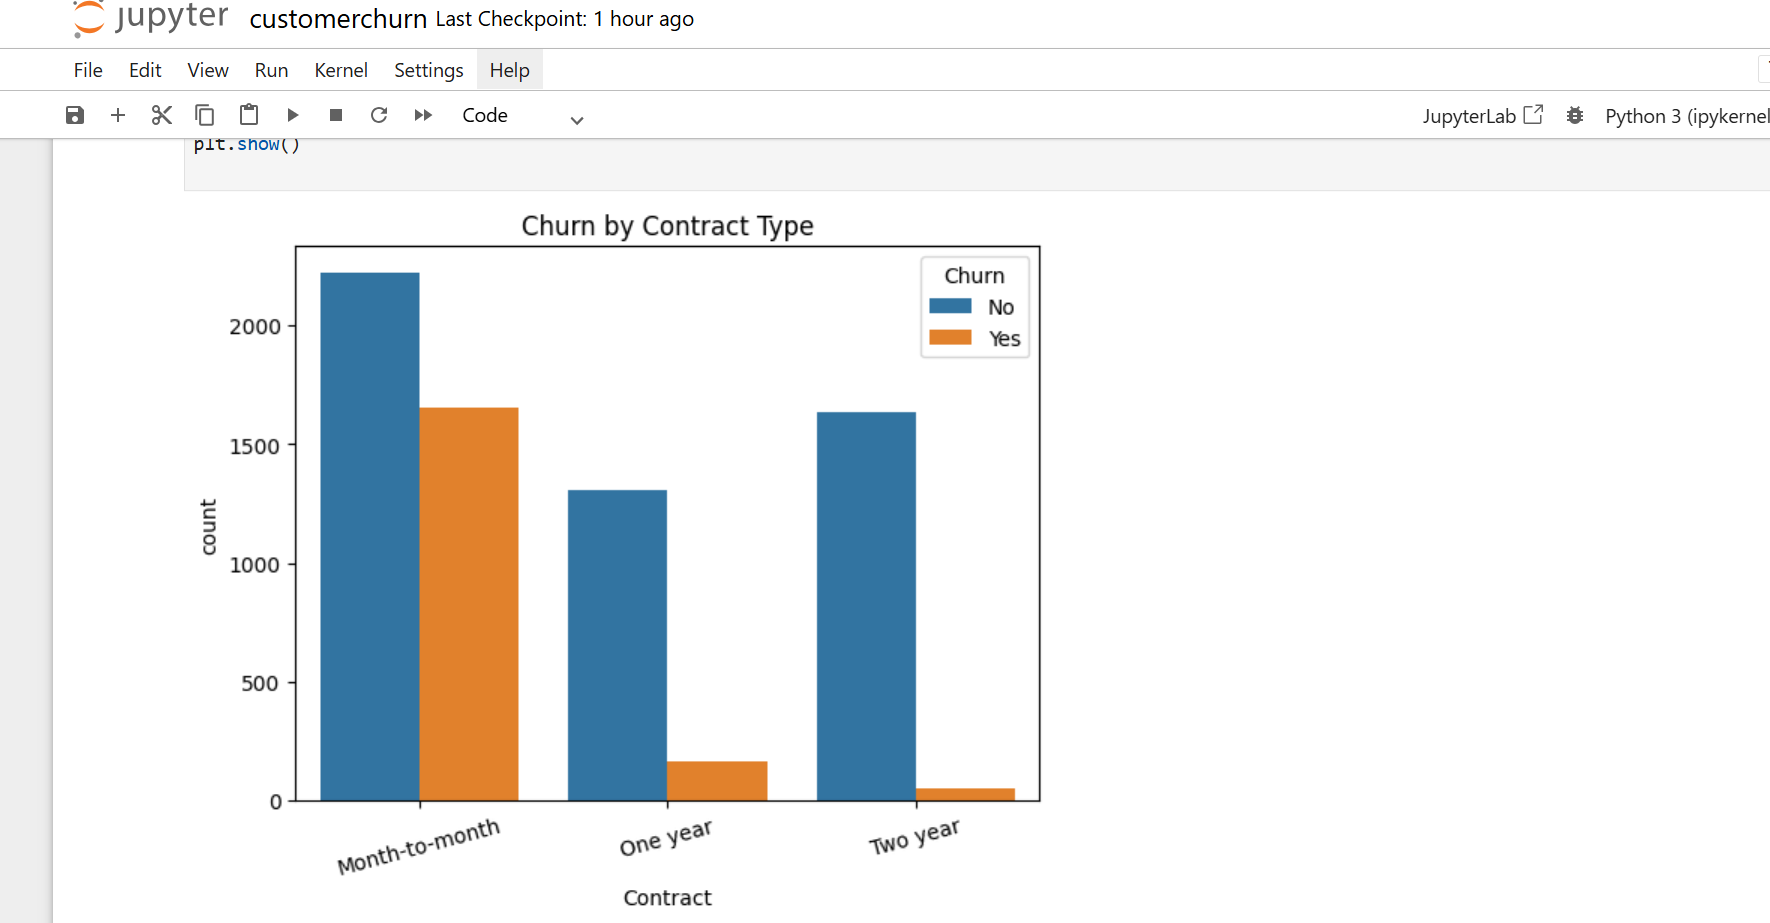 jupyter customerchurn Last Checkpoint: 1 hour ago
File Edit View Run Kernel Settings Help
Code JupyterLab Python 3 (ipykernel
plt.show()
Churn by Contract Type
Churn
No
Yes
2000
1500
1000
500
0
count
Month-to-month One year Two year
Contract